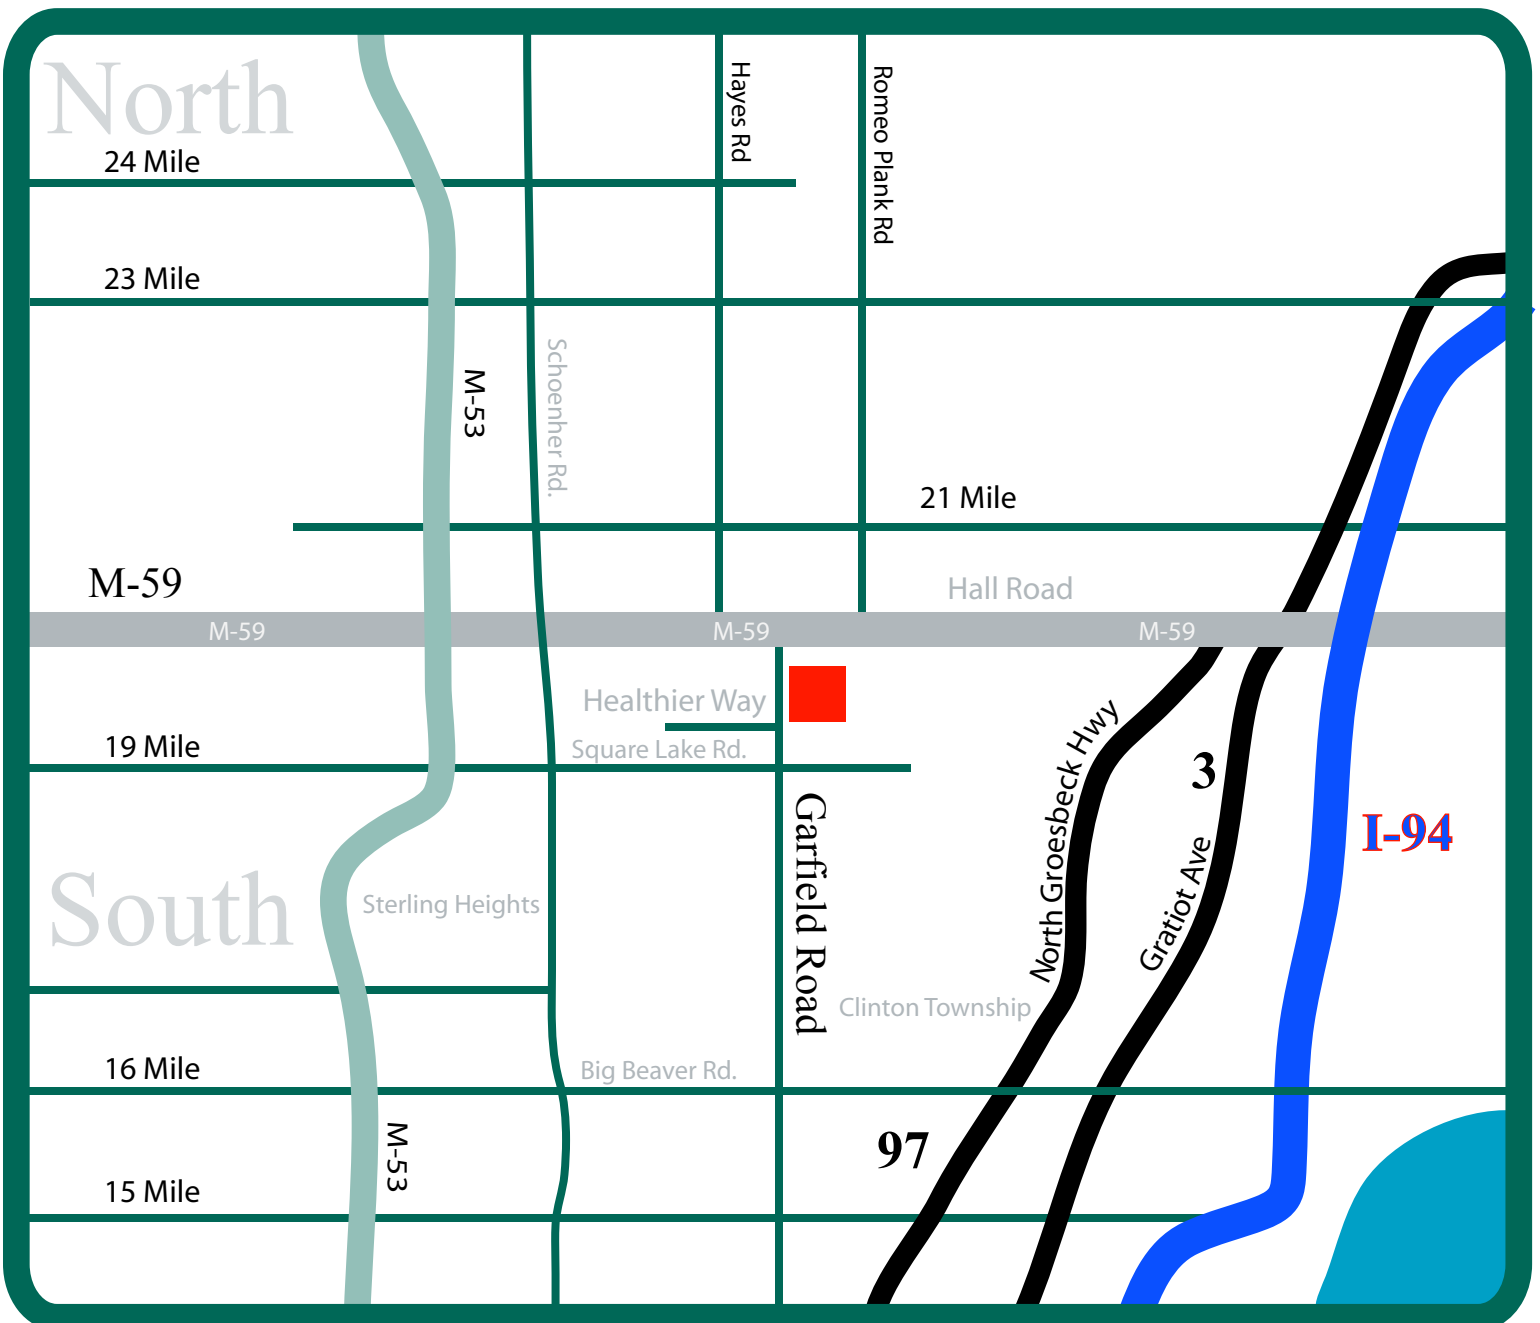 North
24 Mile
Hayes Rd
Romeo Plank Rd
23 Mile
M-53
Schoenher Rd.
21 Mile
M-59
Hall Road
M-59
M-59
M-59
Healthier Way
19 Mile
Square Lake Rd.
North Groesbeck Hwy
3
I-94
Garfield Road
Gratiot Ave
South
Sterling Heights
Clinton Township
16 Mile
Big Beaver Rd.
97
M-53
15 Mile